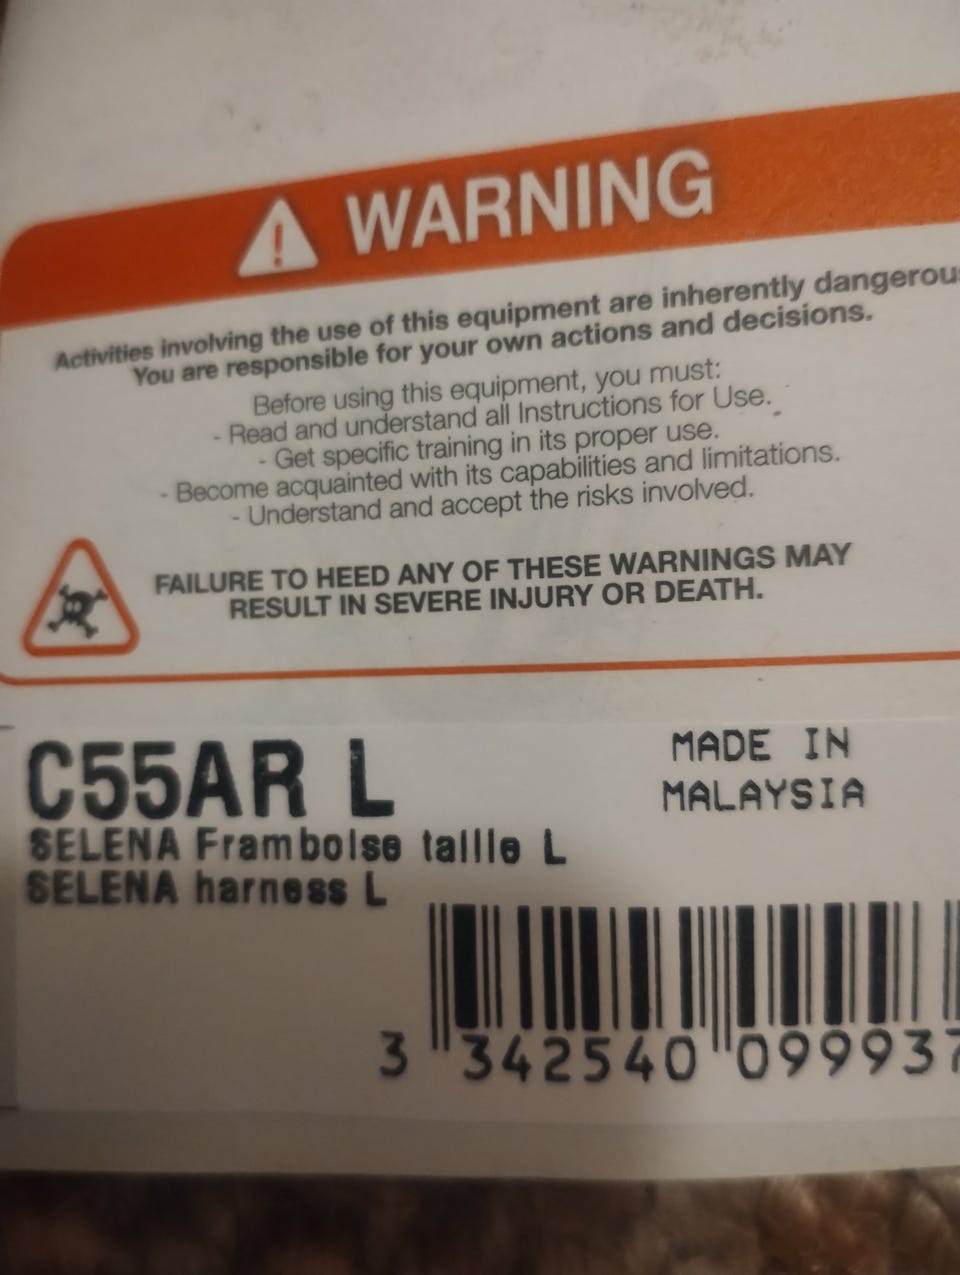 WARNING
Activities involving the use of this equipment are inherently dangerous
You are responsible for your own actions and decisions.
Before using this equipment, you must:
- Read and understand all Instructions for Use.
- Get specific training in its proper use.
- Become acquainted with its capabilities and limitations.
- Understand and accept the risks involved.
FAILURE TO HEED ANY OF THESE WARNINGS MAY
RESULT IN SEVERE INJURY OR DEATH.
C55AR L
MADE IN
MALAYSIA
SELENA Framboise taille L
SELENA harness L
3 342540 099937